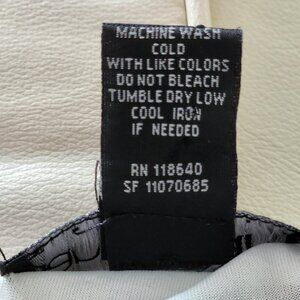 MACHINE WASH
COLD
WITH LIKE COLORS
DO NOT BLEACH
TUMBLE DRY LOW
COOL IRON
IF NEEDED
RN 118640
SF 11070685